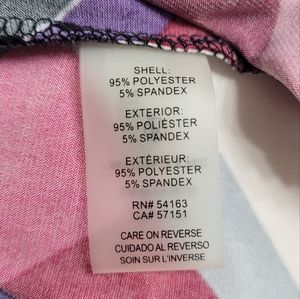 SHELL:
95% POLYESTER
5% SPANDEX
EXTERIOR:
95% POLIÉSTER
5% SPANDEX
EXTÉRIEUR:
95% POLYESTER
5% SPANDEX
RN# 54163
CA# 57151
CARE ON REVERSE
CUIDADO AL REVERSO
SOIN SUR L'INVERSE